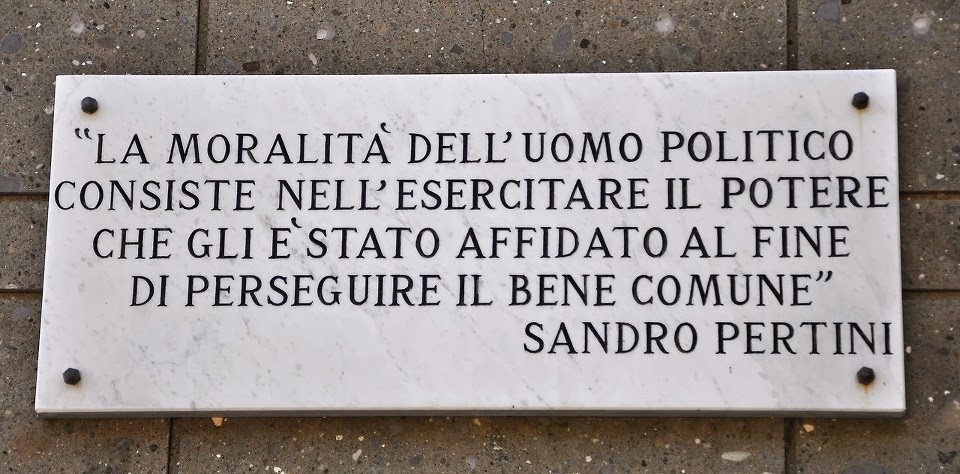 “LA MORALITÀ DELL’UOMO POLITICO
CONSISTE NELL’ESERCITARE IL POTERE
CHE GLI È STATO AFFIDATO AL FINE
DI PERSEGUIRE IL BENE COMUNE”
SANDRO PERTINI